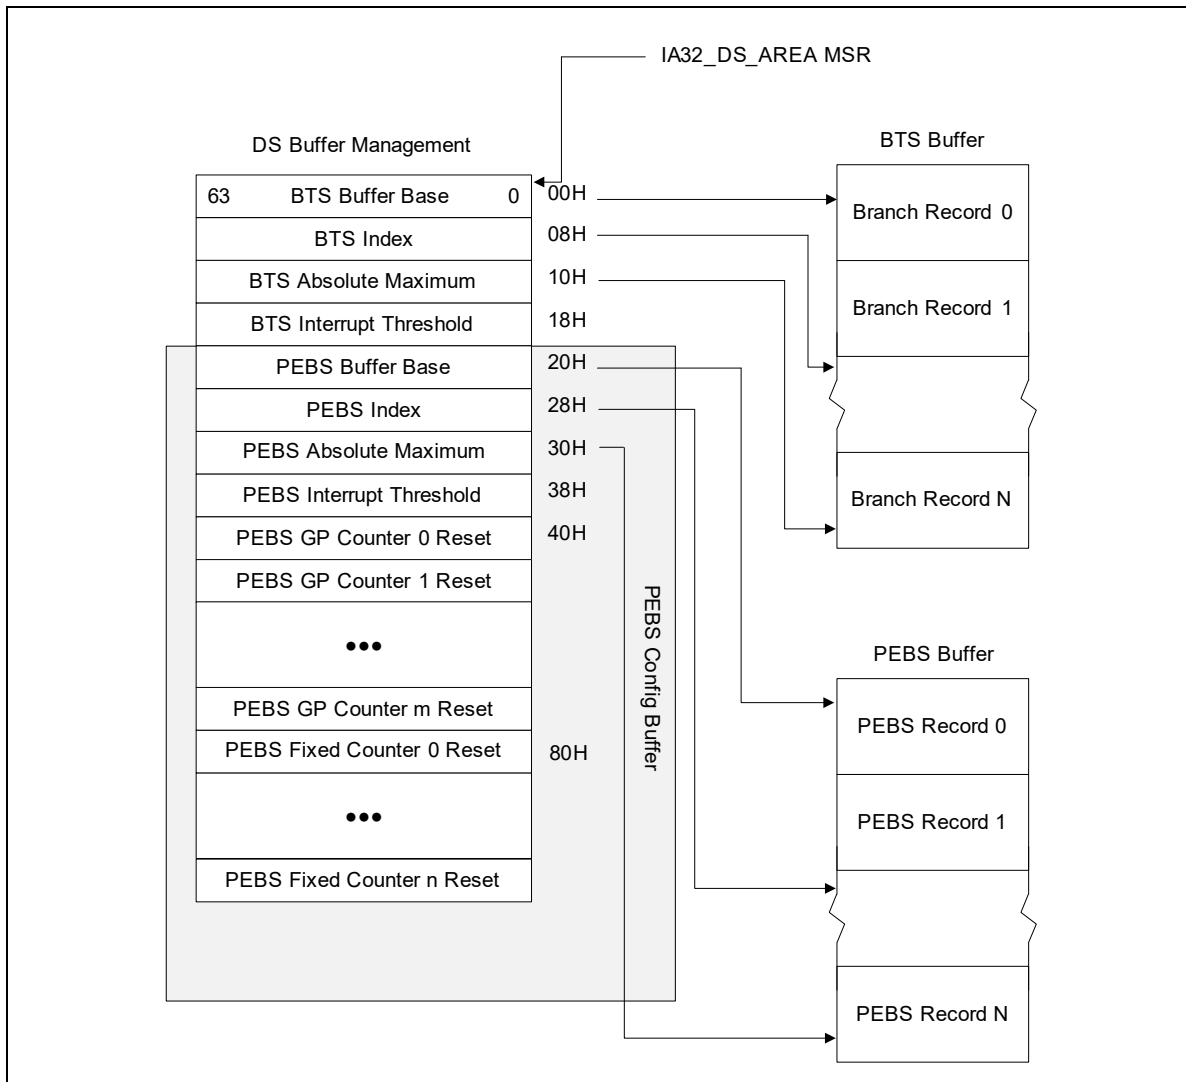 IA32_DS_AREA MSR
DS Buffer Management
63 BTS Buffer Base 0 00H
BTS Index 08H
BTS Absolute Maximum 10H
BTS Interrupt Threshold 18H
PEBS Buffer Base 20H
PEBS Index 28H
PEBS Absolute Maximum 30H
PEBS Interrupt Threshold 38H
PEBS GP Counter 0 Reset 40H
PEBS GP Counter 1 Reset
•••
PEBS GP Counter m Reset
PEBS Fixed Counter 0 Reset 80H
•••
PEBS Fixed Counter n Reset
PEBS Config Buffer
BTS Buffer
Branch Record 0
Branch Record 1
Branch Record N
PEBS Buffer
PEBS Record 0
PEBS Record 1
PEBS Record N